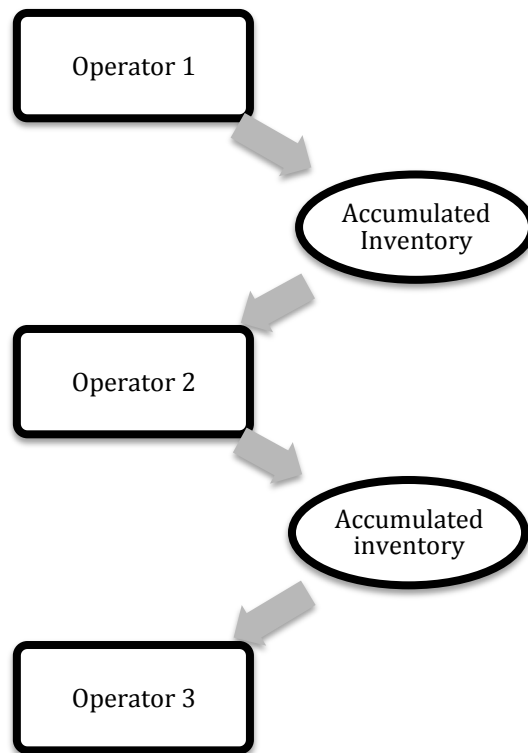 Operator 1
Accumulated
Inventory
Operator 2
Accumulated
inventory
Operator 3